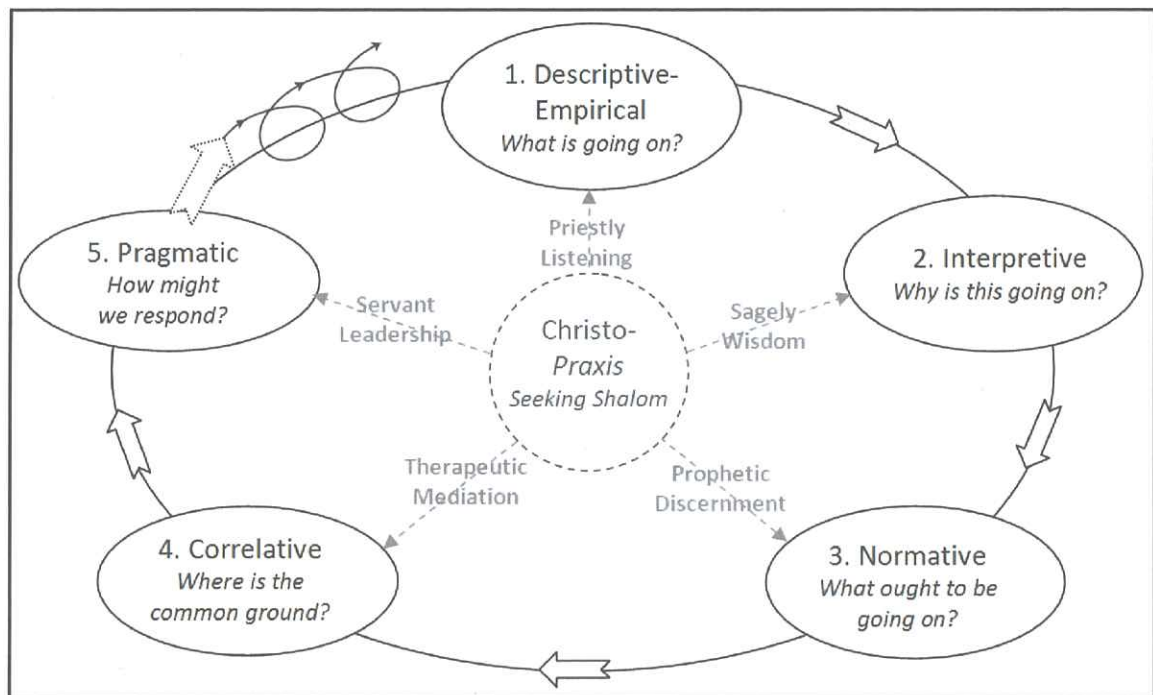 1. Descriptive-
Empirical
What is going on?
Priestly
Listening
2. Interpretive
Why is this going on?
Sagely
Wisdom
5. Pragmatic
How might
we respond?
Servant
Leadership
Christo-
Praxis
Seeking Shalom
Therapeutic
Mediation
Prophetic
Discernment
4. Correlative
Where is the
common ground?
3. Normative
What ought to be
going on?